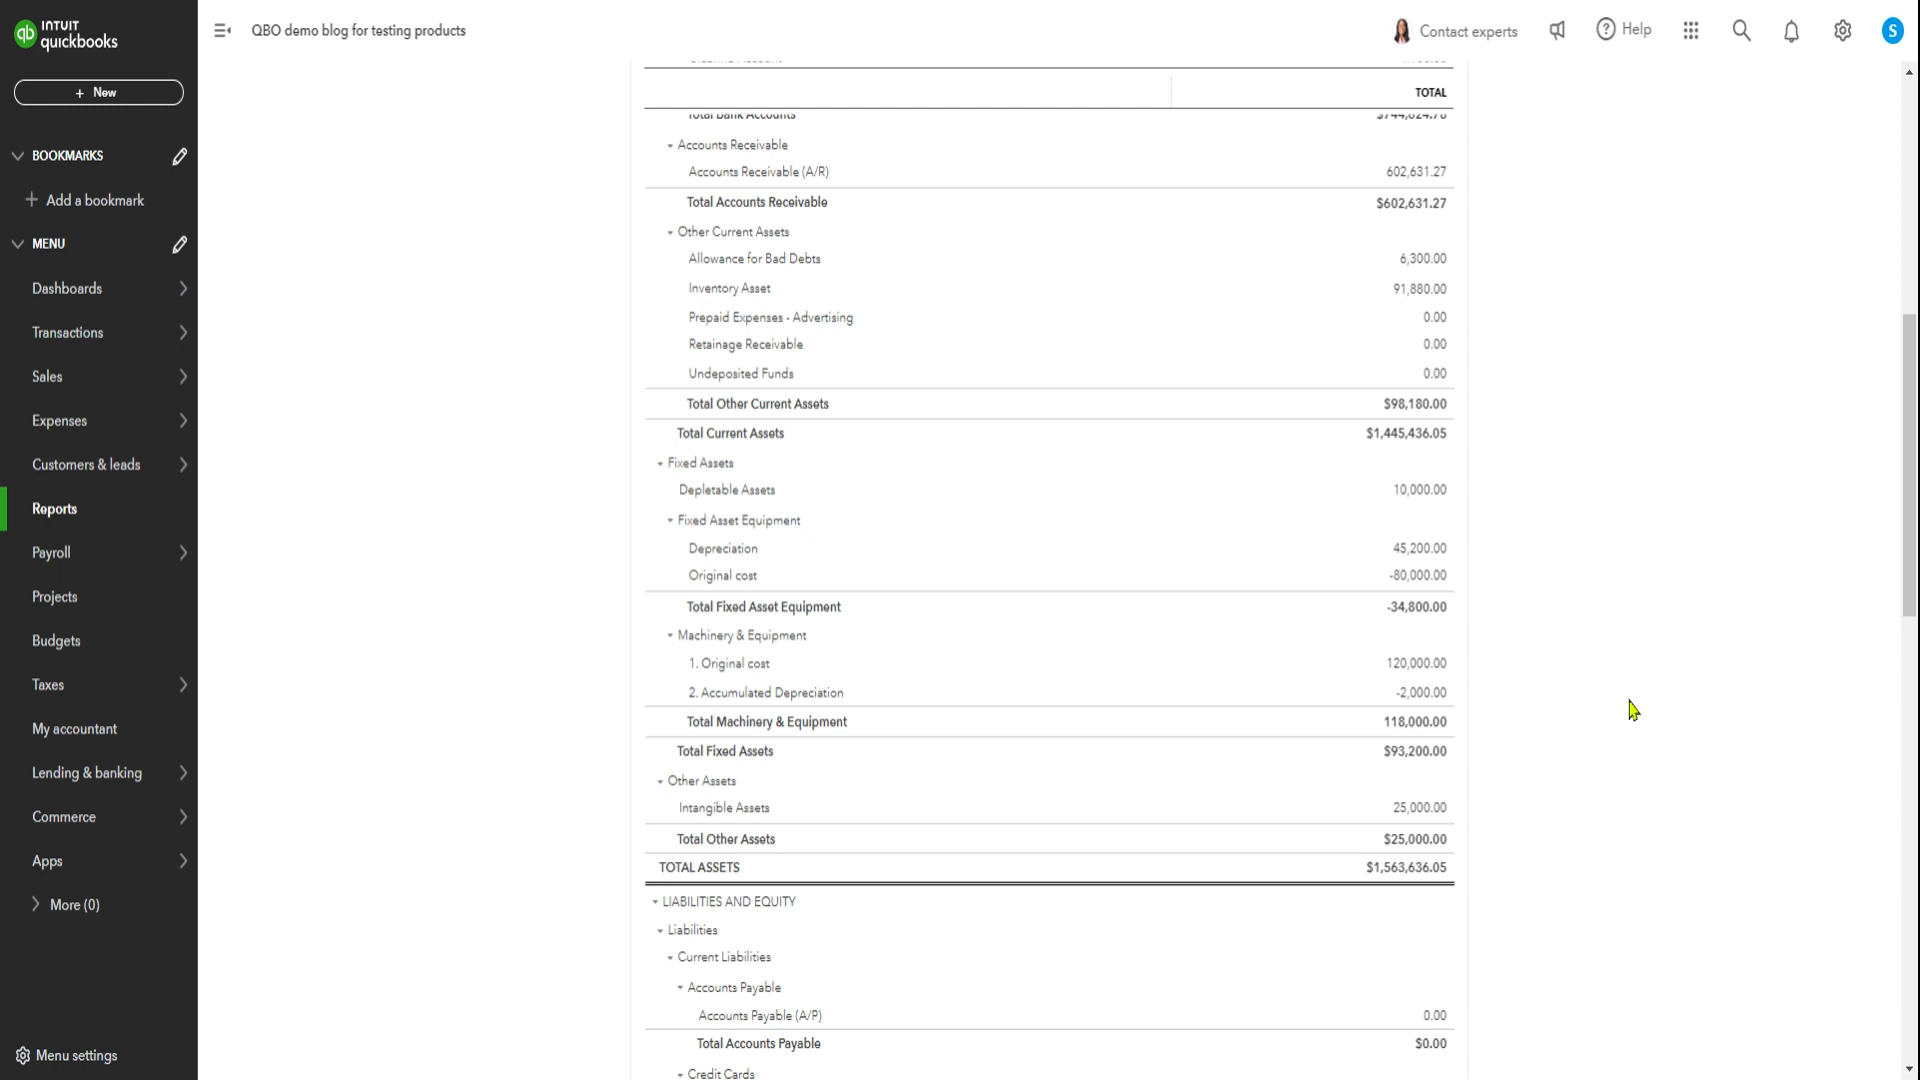 INTUIT
quickbooks
QBO demo blog for testing products
Contact experts
Help
S
+ New
BOOKMARKS
Add a bookmark
MENU
Dashboards
Transactions
Sales
Expenses
Customers & leads
Reports
Payroll
Projects
Budgets
Taxes
My accountant
Lending & banking
Commerce
Apps
More (0)
Menu settings
TOTAL
Total Bank Accounts $744,624.78
Accounts Receivable
Accounts Receivable (A/R) 602,631.27
Total Accounts Receivable $602,631.27
Other Current Assets
Allowance for Bad Debts 6,300.00
Inventory Asset 91,880.00
Prepaid Expenses - Advertising 0.00
Retainage Receivable 0.00
Undeposited Funds 0.00
Total Other Current Assets $98,180.00
Total Current Assets $1,445,436.05
Fixed Assets
Depletable Assets 10,000.00
Fixed Asset Equipment
Depreciation 45,200.00
Original cost -80,000.00
Total Fixed Asset Equipment -34,800.00
Machinery & Equipment
1. Original cost 120,000.00
2. Accumulated Depreciation -2,000.00
Total Machinery & Equipment 118,000.00
Total Fixed Assets $93,200.00
Other Assets
Intangible Assets 25,000.00
Total Other Assets $25,000.00
TOTAL ASSETS $1,563,636.05
LIABILITIES AND EQUITY
Liabilities
Current Liabilities
Accounts Payable
Accounts Payable (A/P) 0.00
Total Accounts Payable $0.00
Credit Cards